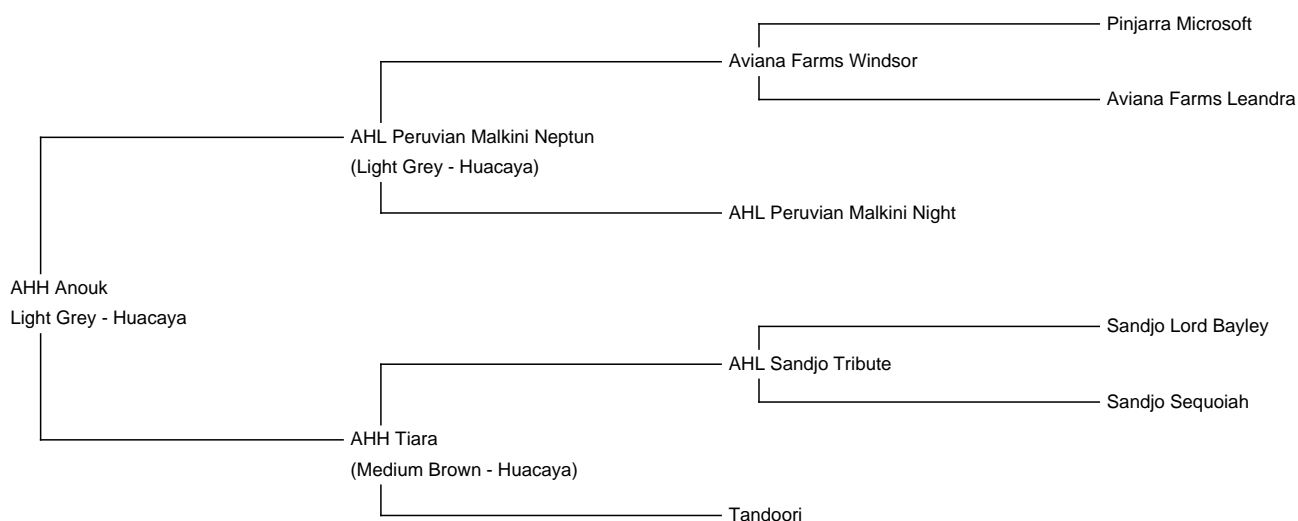 Pinjarra Microsoft
Aviana Farms Windsor
Aviana Farms Leandra
AHL Peruvian Malkini Neptun
(Light Grey - Huacaya)
AHL Peruvian Malkini Night
AHH Anouk
Light Grey - Huacaya
Sandjo Lord Bayley
AHL Sandjo Tribute
Sandjo Sequoiah
AHH Tiara
(Medium Brown - Huacaya)
Tandoori